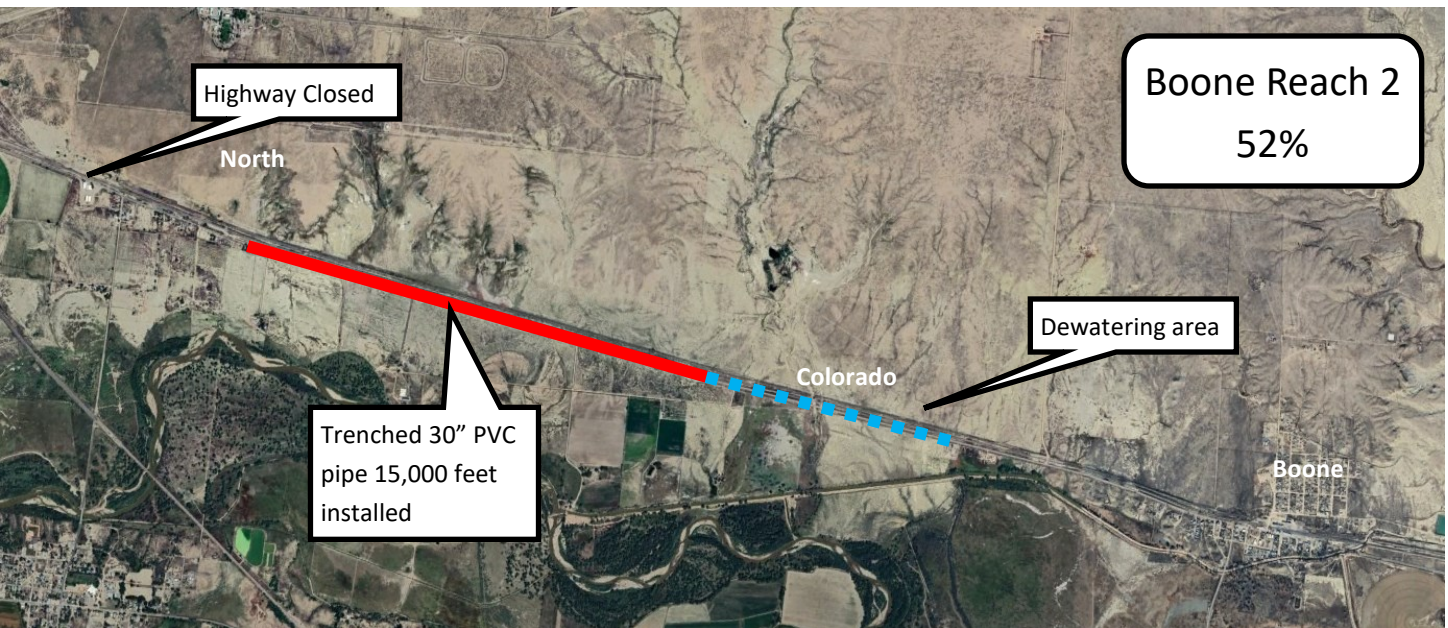 Boone Reach 2
52%
Highway Closed
North
Dewatering area
Colorado
Trenched 30” PVC
pipe 15,000 feet
installed
Boone